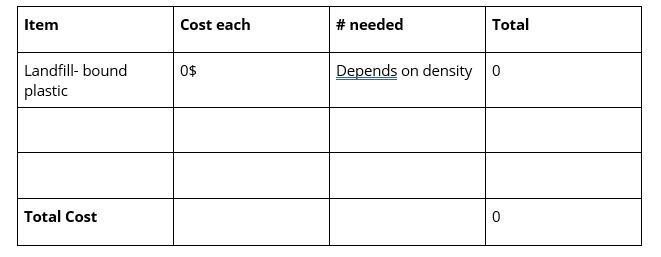 Item Cost each # needed Total
Landfill- bound 0$ Depends on density 0
plastic
Total Cost 0